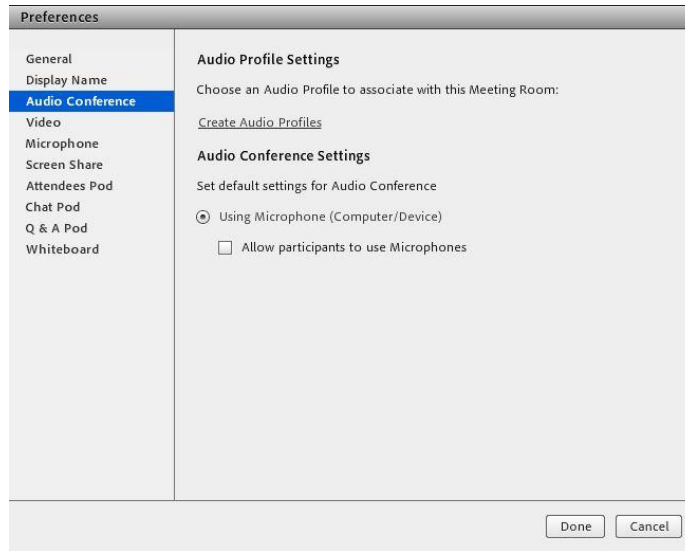 Preferences
General
Display Name
Audio Conference
Video
Microphone
Screen Share
Attendees Pod
Chat Pod
Q & A Pod
Whiteboard
Audio Profile Settings
Choose an Audio Profile to associate with this Meeting Room:
Create Audio Profiles
Audio Conference Settings
Set default settings for Audio Conference
Using Microphone (Computer/Device)
Allow participants to use Microphones
Done
Cancel